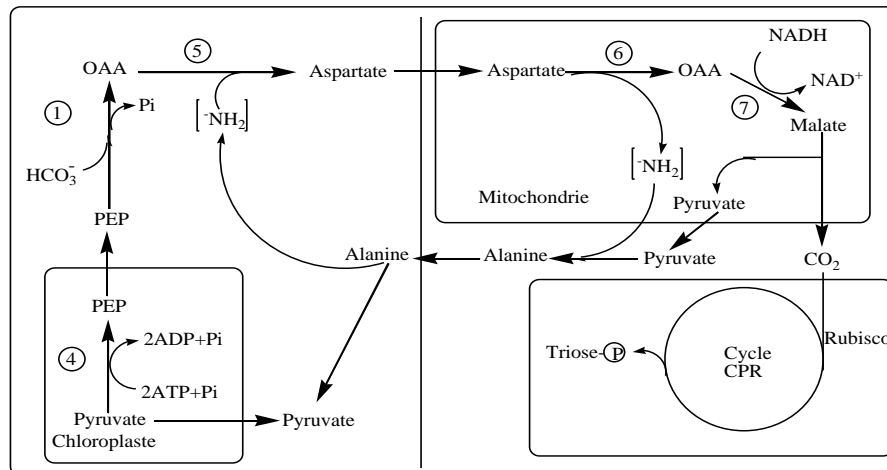 5
OAA
Aspartate
Aspartate
6
OAA
NADH
NAD+
7
Malate
1
Pi
[-NH2]
HCO3-
[-NH2]
Mitochondrie
Pyruvate
PEP
Alanine
Alanine
Pyruvate
CO2
PEP
4
2ADP+Pi
2ATP+Pi
Pyruvate
Chloroplaste
Pyruvate
Triose-P
Cycle
CPR
Rubisco